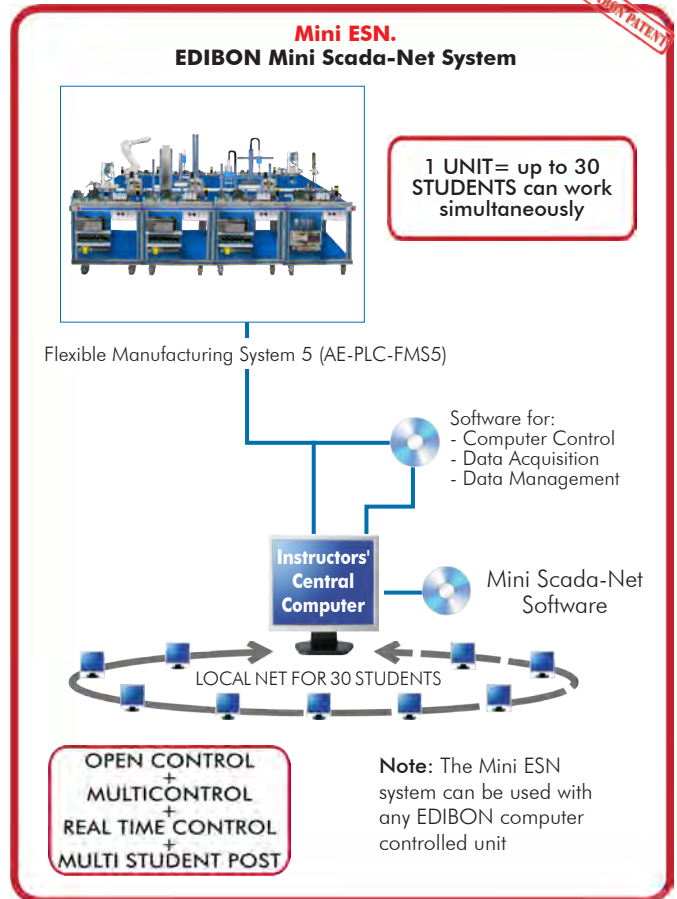 PATENT
Mini ESN.
EDIBON Mini Scada-Net System
1 UNIT= up to 30
STUDENTS can work
simultaneously
Flexible Manufacturing System 5 (AE-PLC-FMS5)
Software for:
- Computer Control
- Data Acquisition
- Data Management
Instructors'
Central
Computer
Mini Scada-Net
Software
LOCAL NET FOR 30 STUDENTS
OPEN CONTROL
+
MULTICONTROL
+
REAL TIME CONTROL
+
MULTI STUDENT POST
Note: The Mini ESN
system can be used with
any EDIBON computer
controlled unit